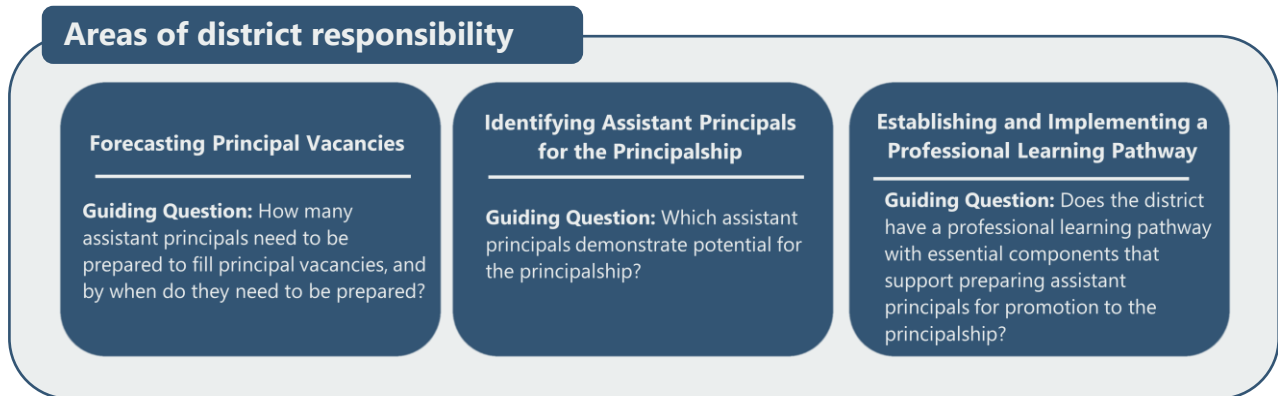 Areas of district responsibility
Forecasting Principal Vacancies
Guiding Question: How many
assistant principals need to be
prepared to fill principal vacancies, and
by when do they need to be prepared?
Identifying Assistant Principals
for the Principalship
Guiding Question: Which assistant
principals demonstrate potential for
the principalship?
Establishing and Implementing a
Professional Learning Pathway
Guiding Question: Does the district
have a professional learning pathway
with essential components that
support preparing assistant
principals for promotion to the
principalship?